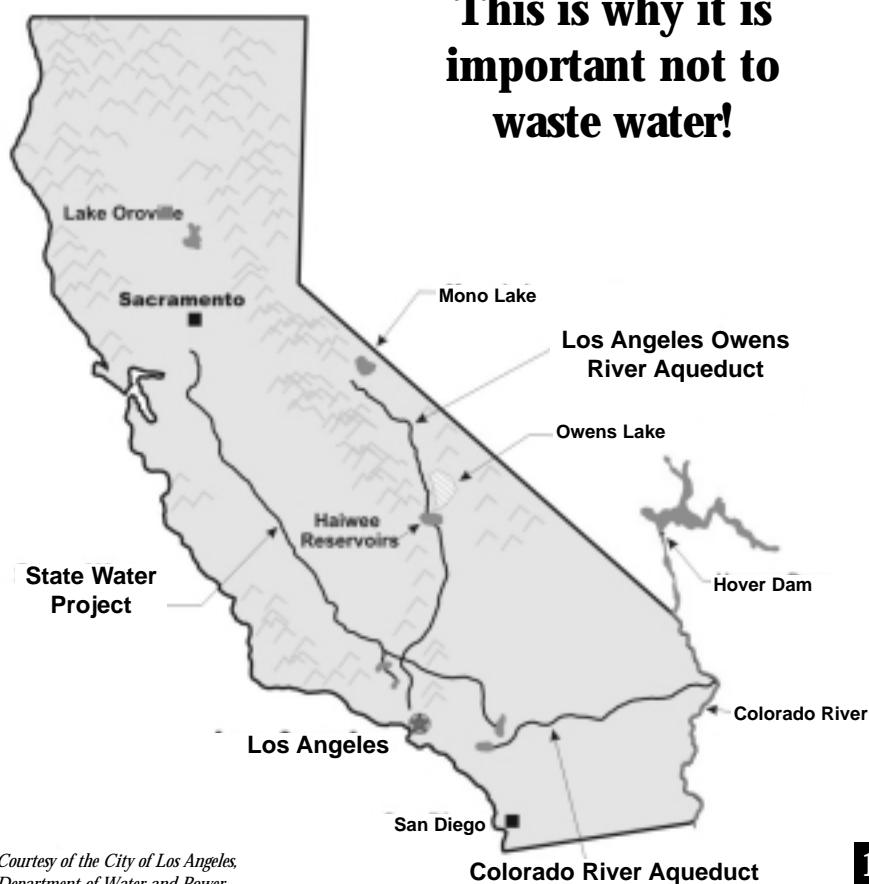 This is why it is
important not to
waste water!
Lake Oroville
Sacramento
Mono Lake
Los Angeles Owens
River Aqueduct
Owens Lake
Haiwee
Reservoirs
State Water
Project
Hover Dam
Colorado River
Los Angeles
San Diego
Colorado River Aqueduct
Courtesy of the City of Los Angeles,
Department of Water and Power
1